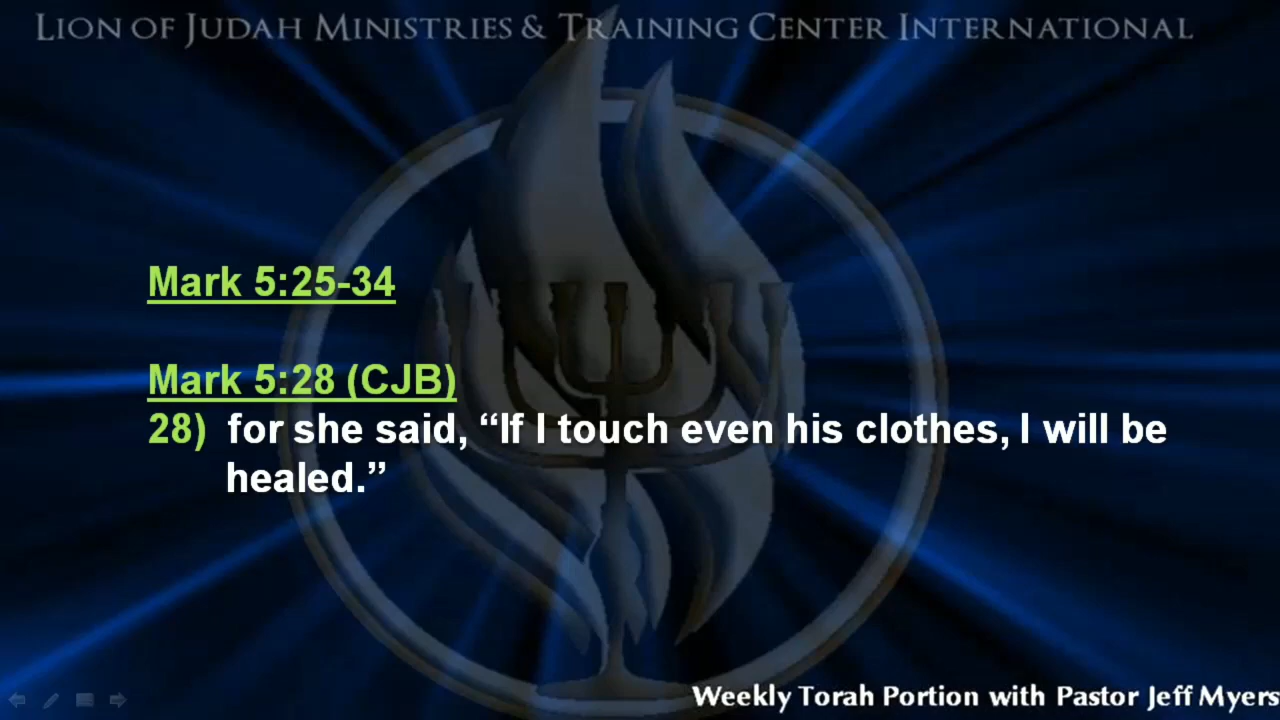 LION OF JUDAH MINISTRIES & TRAINING CENTER INTERNATIONAL
Mark 5:25-34
Mark 5:28 (CJB)
28) for she said, “If I touch even his clothes, I will be
healed.”
Weekly Torah Portion with Pastor Jeff Myers